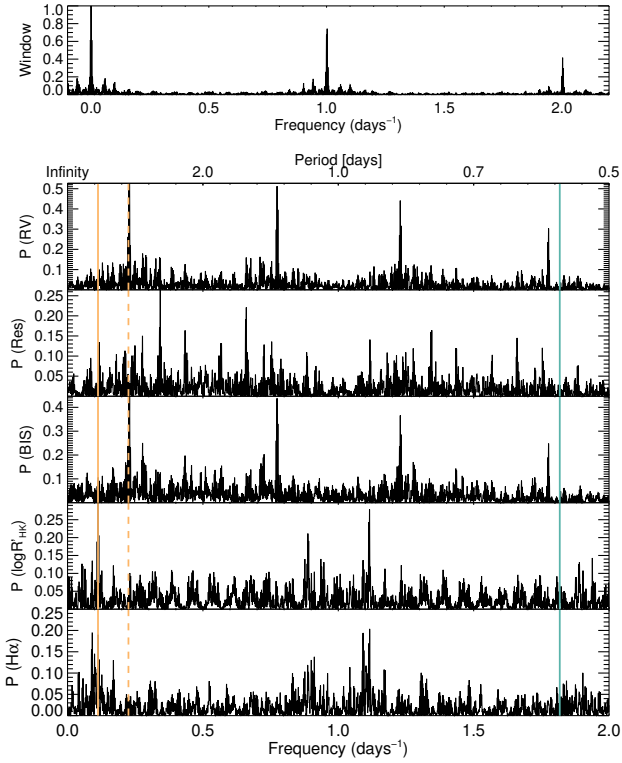 1.0
0.8
0.6
0.4
0.2
0.0
Window
0.0 0.5 1.0 1.5 2.0
Frequency (days⁻¹)
Period [days]
Infinity 2.0 1.0 0.7 0.5
0.5
0.4
0.3
0.2
0.1
P (RV)
0.25
0.20
0.15
0.10
0.05
P (Res)
0.4
0.3
0.2
0.1
P (BIS)
0.25
0.20
0.15
0.10
0.05
P (logR'HK)
0.25
0.20
0.15
0.10
0.05
0.00
P (Hα)
0.0 0.5 1.0 1.5 2.0
Frequency (days⁻¹)